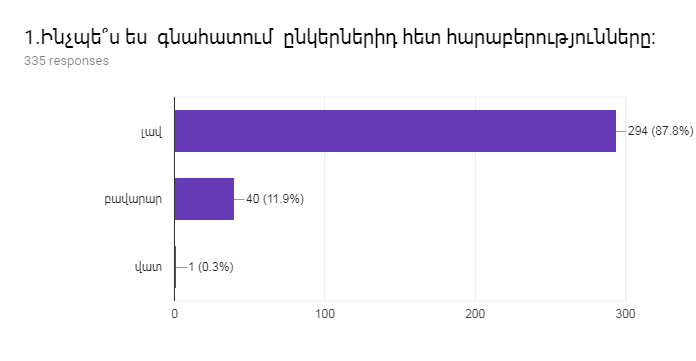 1.Ինչպե՞ս ես գնահատում ընկերներիդ հետ հարաբերությունները:
335 responses
լավ
294 (87.8%)
բավարար
40 (11.9%)
վատ
1 (0.3%)
0 100 200 300